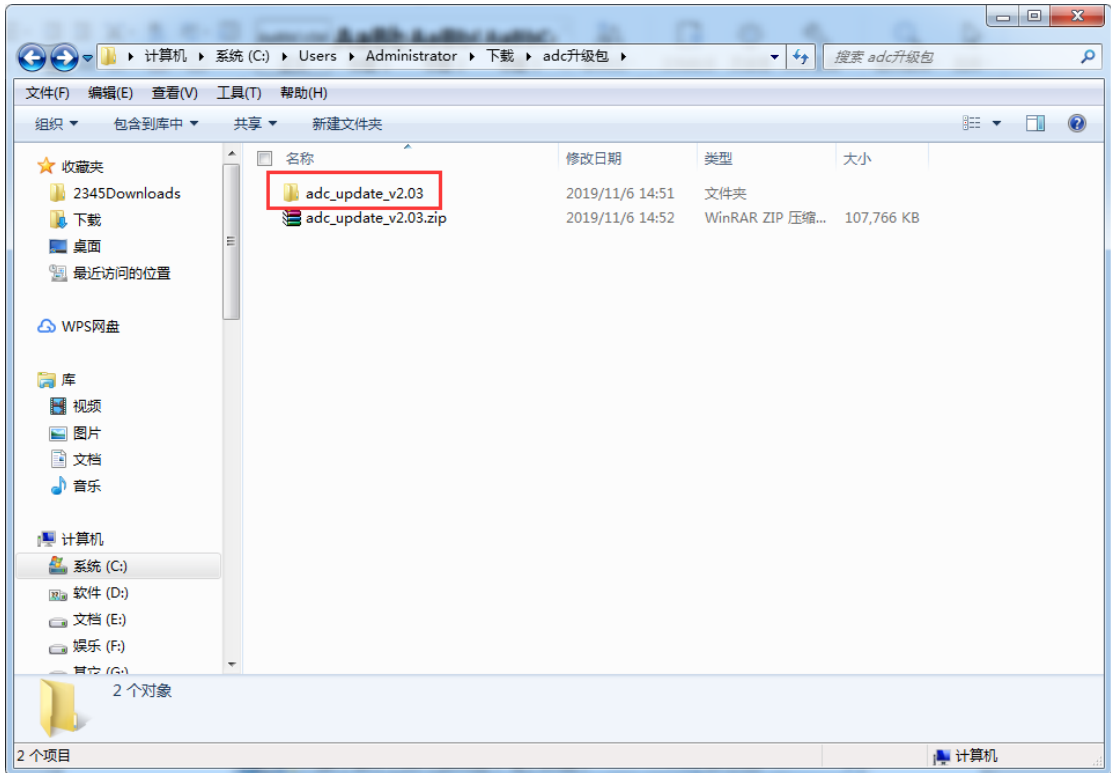 计算机 系统 (C:) Users Administrator 下载 adc升级包
搜索 adc升级包
文件(F) 编辑(E) 查看(V) 工具(T) 帮助(H)
组织 包含到库中 共享 新建文件夹
收藏夹
2345Downloads
下载
桌面
最近访问的位置
WPS网盘
库
视频
图片
文档
音乐
计算机
系统 (C:)
软件 (D:)
文档 (E:)
娱乐 (F:)
其它 (G:)
名称 修改日期 类型 大小
adc_update_v2.03 2019/11/6 14:51 文件夹
adc_update_v2.03.zip 2019/11/6 14:52 WinRAR ZIP 压缩... 107,766 KB
2 个对象
2 个项目 计算机